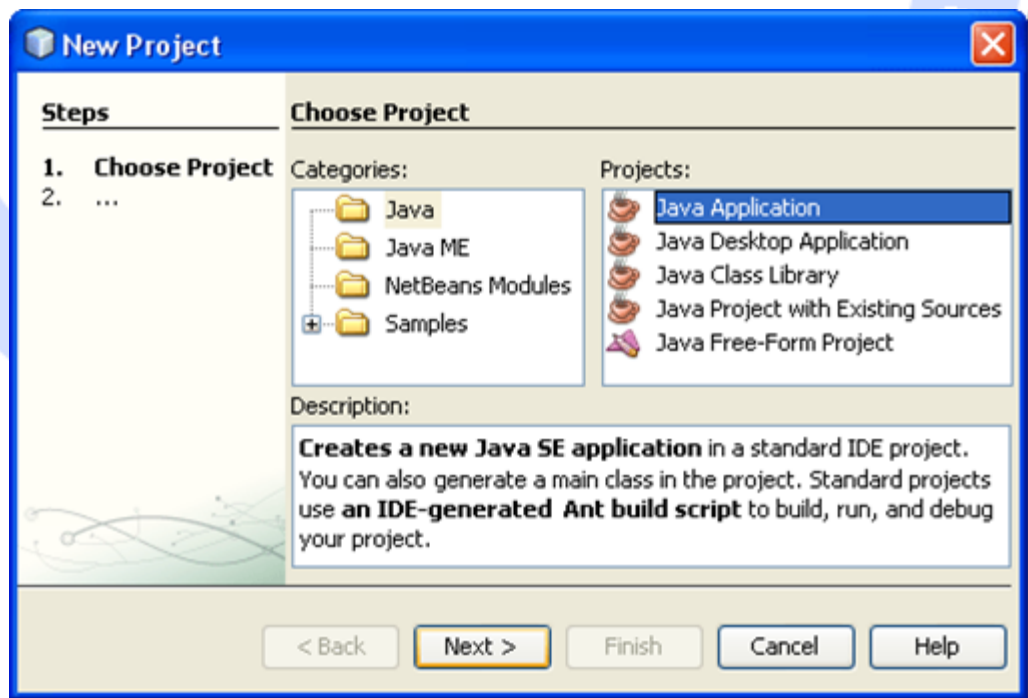 New Project
Steps
1. Choose Project
2. ...
Choose Project
Categories:
Java
Java ME
NetBeans Modules
Samples
Projects:
Java Application
Java Desktop Application
Java Class Library
Java Project with Existing Sources
Java Free-Form Project
Description:
Creates a new Java SE application in a standard IDE project.
You can also generate a main class in the project. Standard projects
use an IDE-generated Ant build script to build, run, and debug
your project.
< Back
Next >
Finish
Cancel
Help